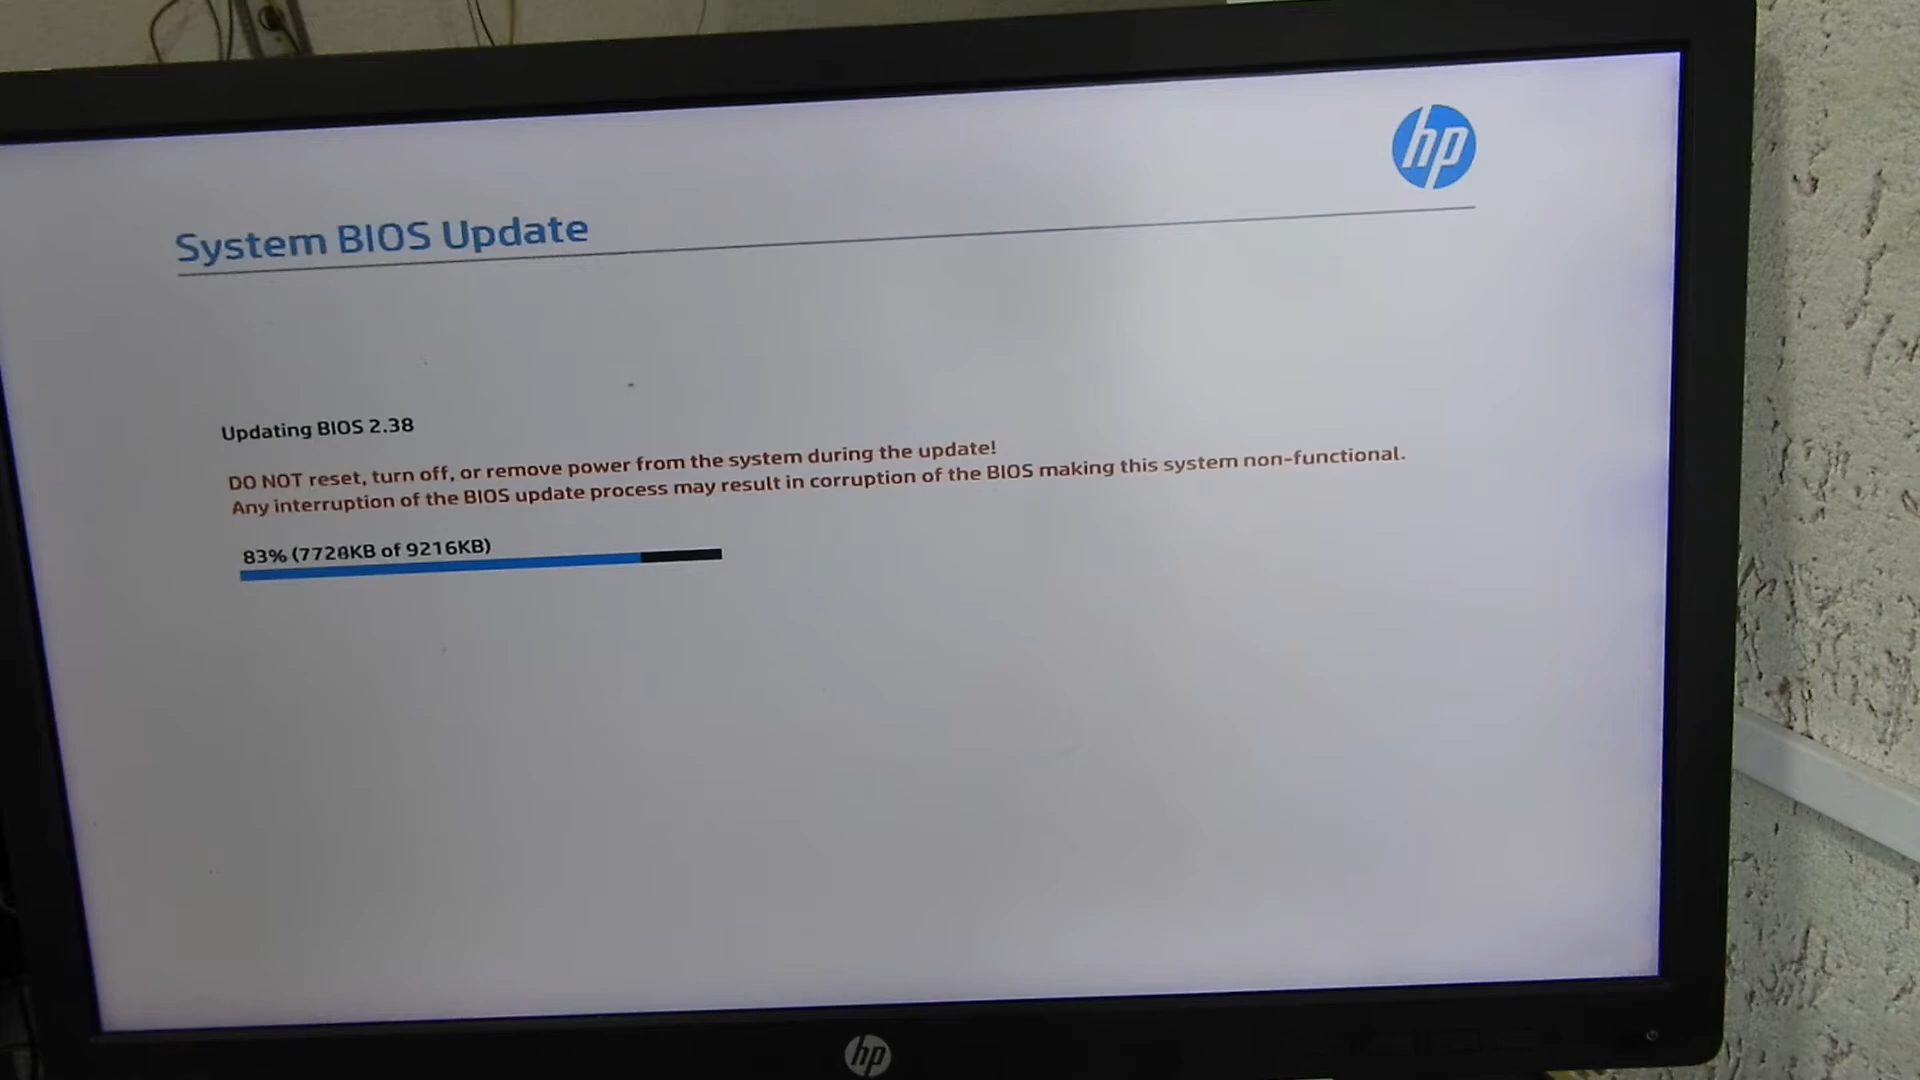 hp
System BIOS Update
Updating BIOS 2.38
DO NOT reset, turn off, or remove power from the system during the update!
Any interruption of the BIOS update process may result in corruption of the BIOS making this system non-functional.
83% (7728KB of 9216KB)
hp